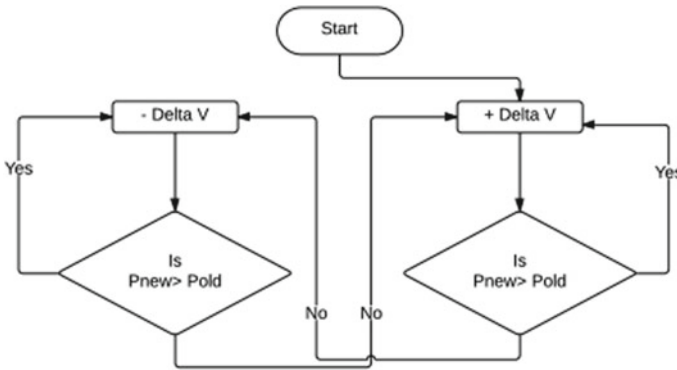 Start
- Delta V
+ Delta V
Yes
Yes
Is
Pnew> Pold
Is
Pnew> Pold
No
No